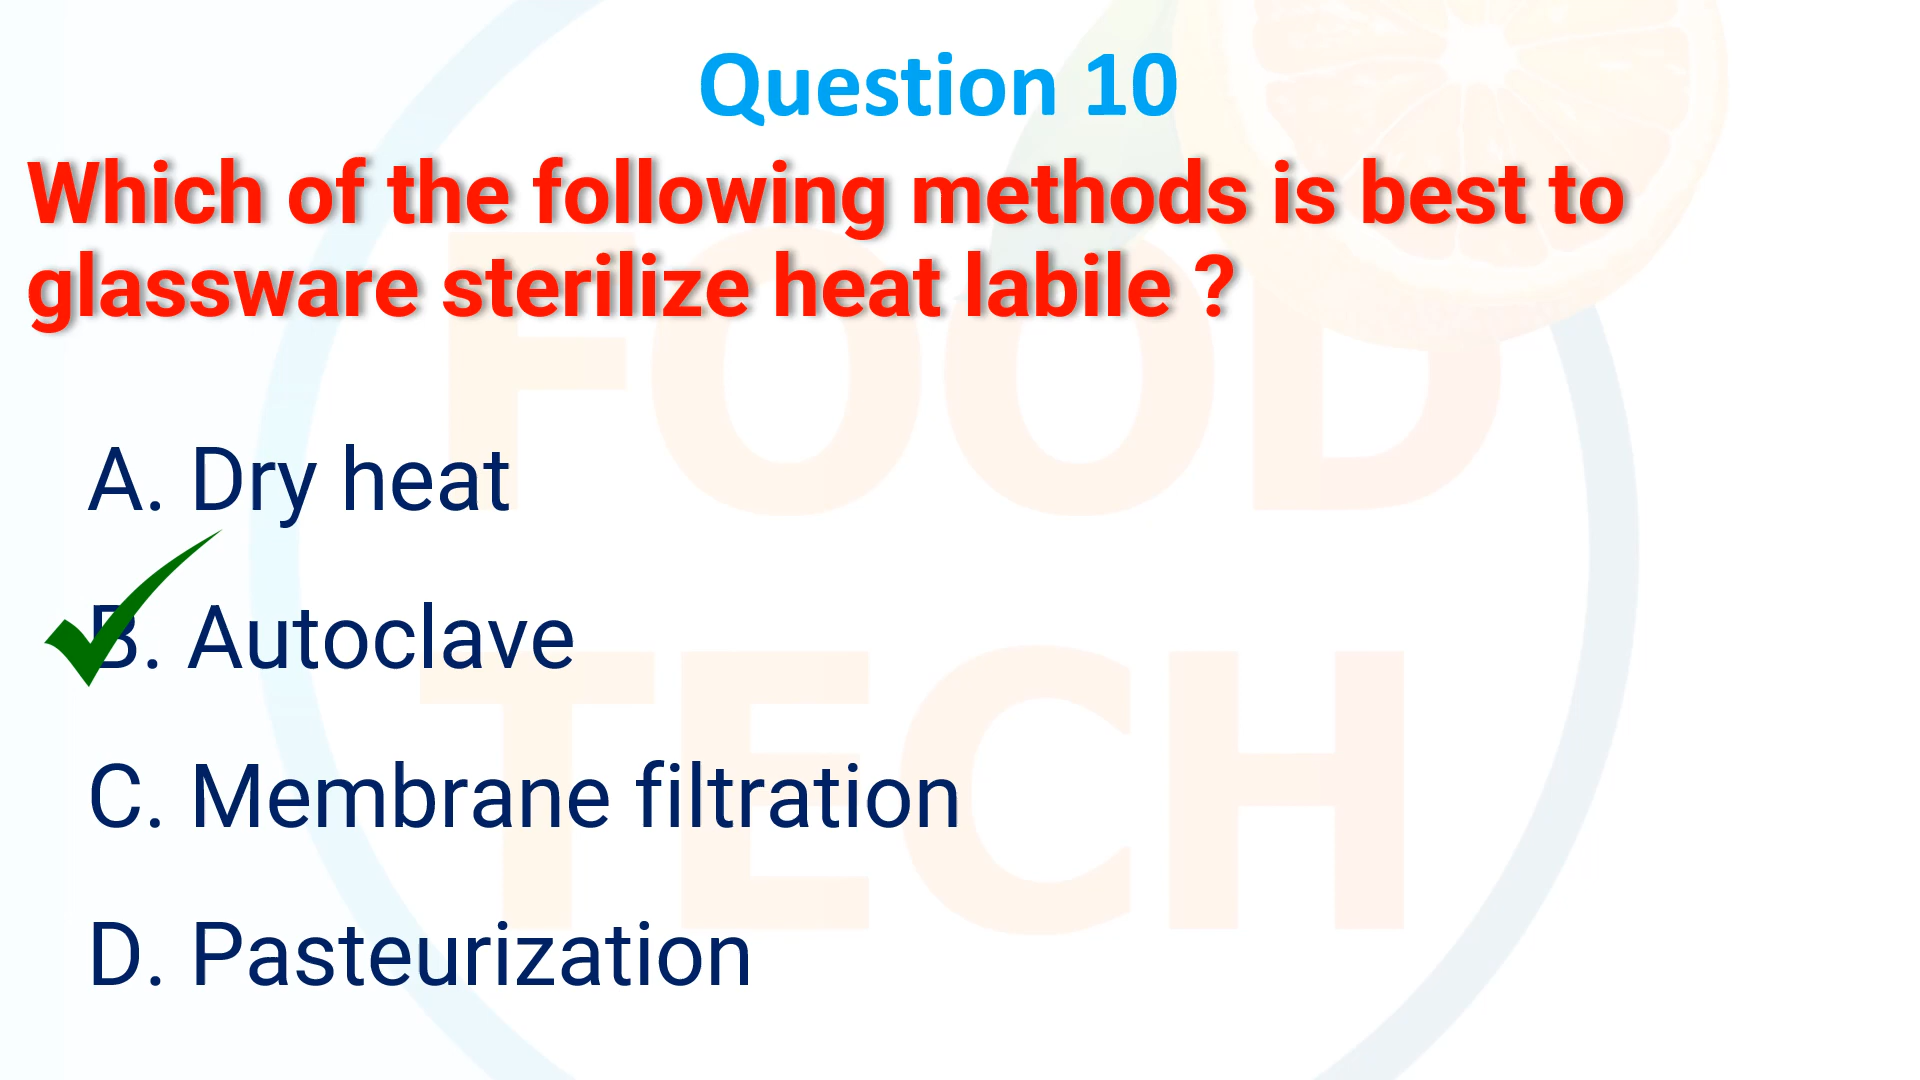 Question 10
Which of the following methods is best to
glassware sterilize heat labile ?
A. Dry heat
B. Autoclave
C. Membrane filtration
D. Pasteurization
FOOD
TECH